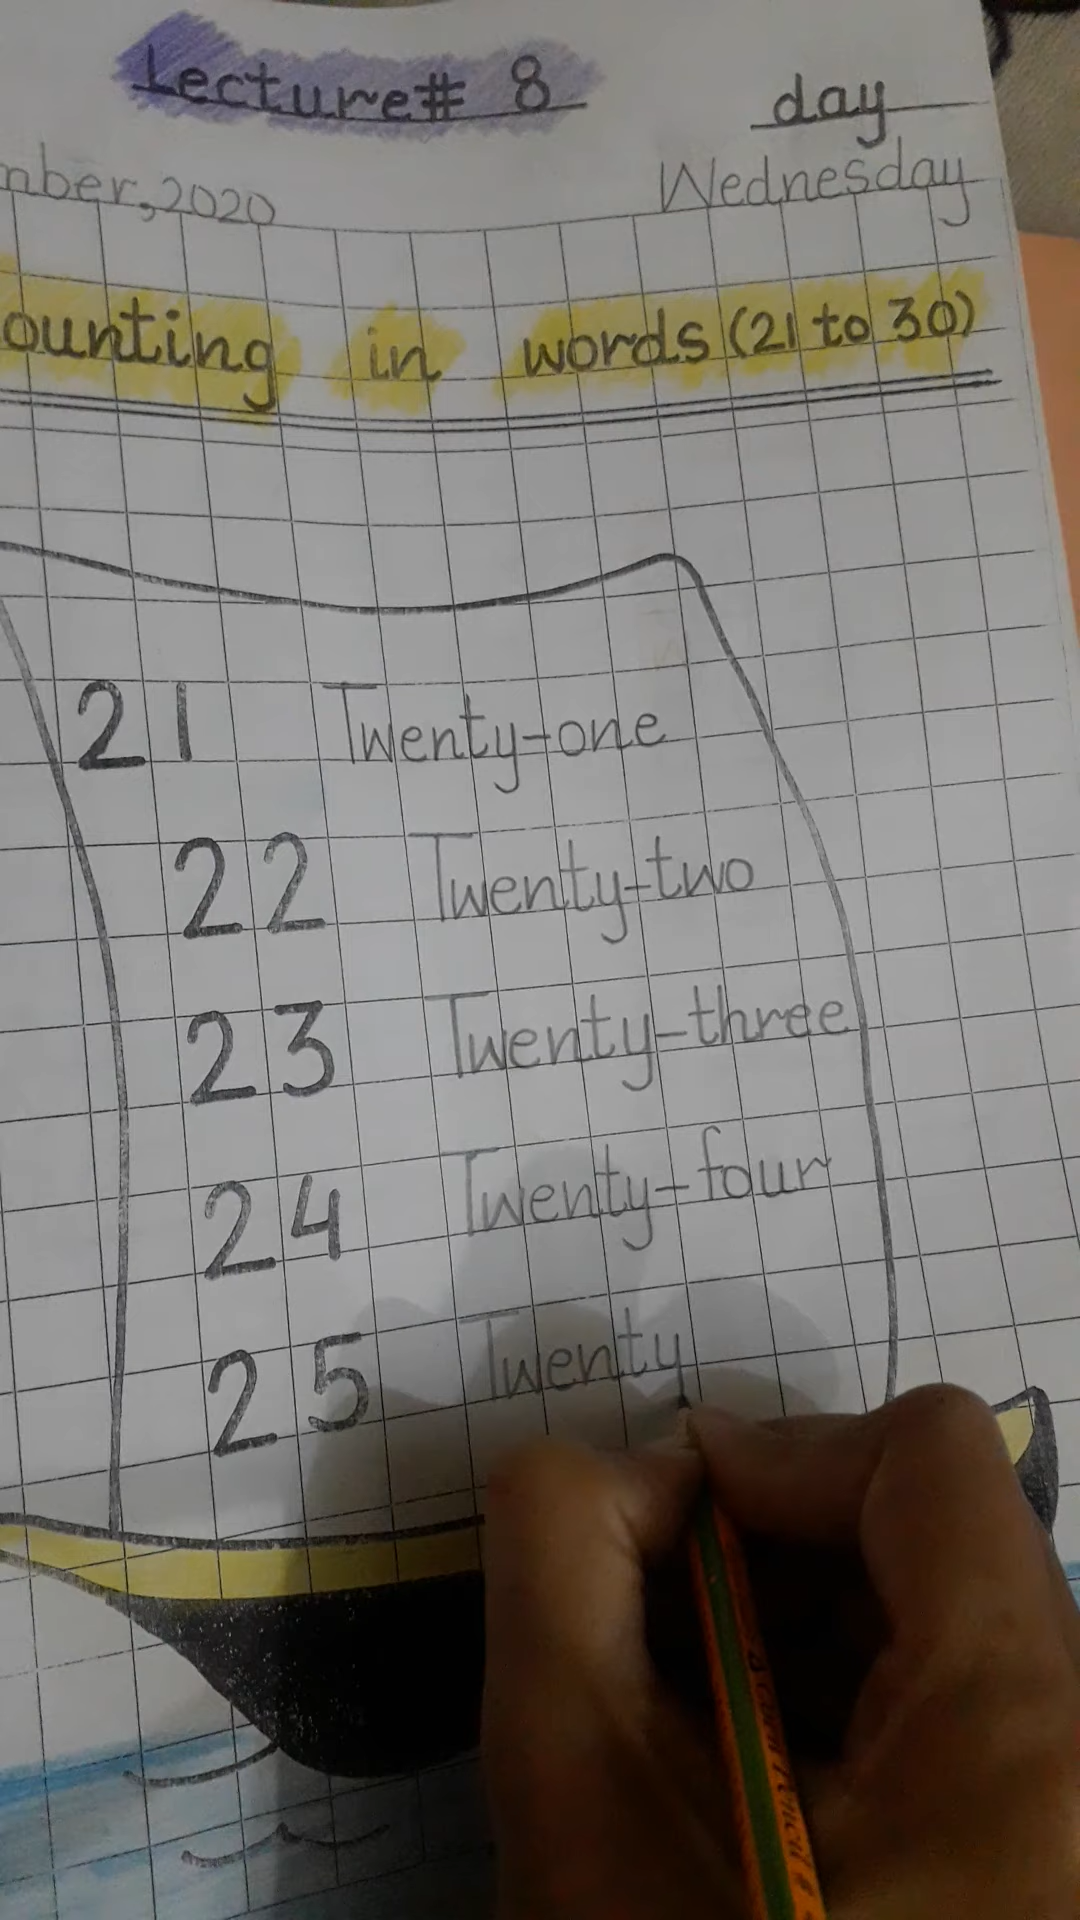 Lecture# 8
day
mber,2020 Wednesday
ounting in words (21 to 30)
21 Twenty-one
22 Twenty-two
23 Twenty-three
24 Twenty-four
25 Twenty